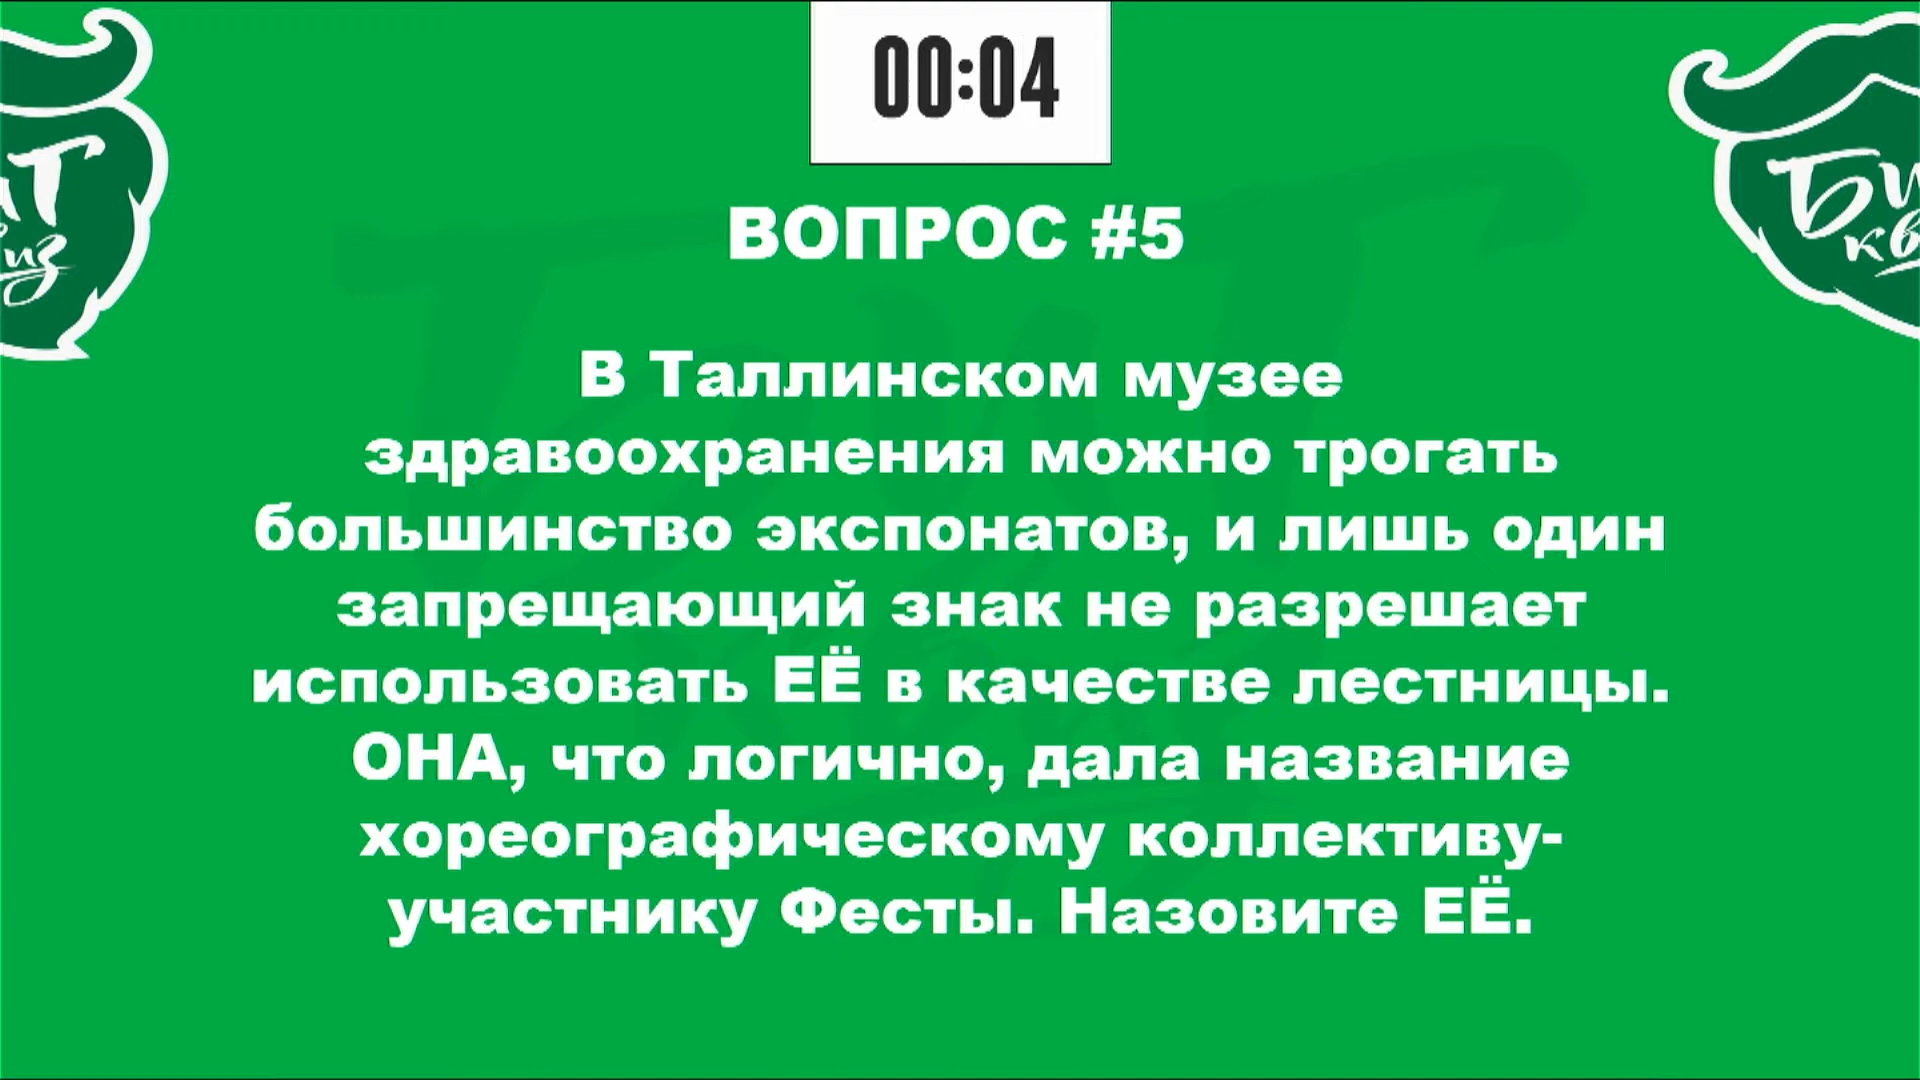 00:04
ВОПРОС #5
В Таллинском музее
здравоохранения можно трогать
большинство экспонатов, и лишь один
запрещающий знак не разрешает
использовать ЕЁ в качестве лестницы.
ОНА, что логично, дала название
хореографическому коллективу-
участнику Фесты. Назовите ЕЁ.